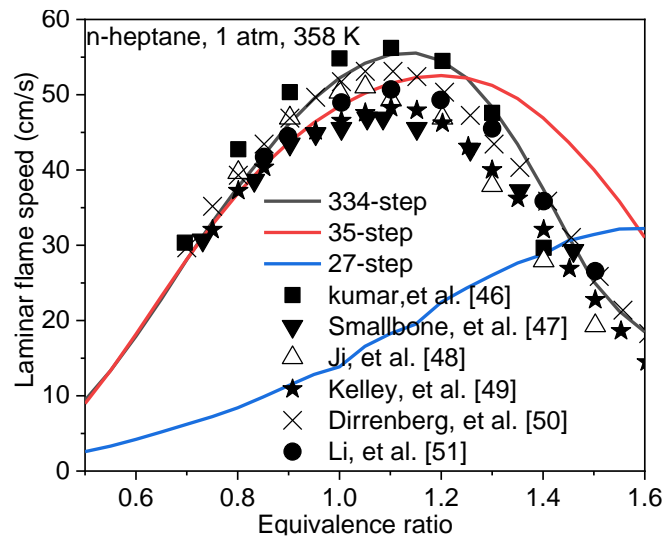 60
n-heptane, 1 atm, 358 K
50
40
30
20
10
0
Laminar flame speed (cm/s)
334-step
35-step
27-step
kumar,et al. [46]
Smallbone, et al. [47]
Ji, et al. [48]
Kelley, et al. [49]
Dirrenberg, et al. [50]
Li, et al. [51]
0.6 0.8 1.0 1.2 1.4 1.6
Equivalence ratio